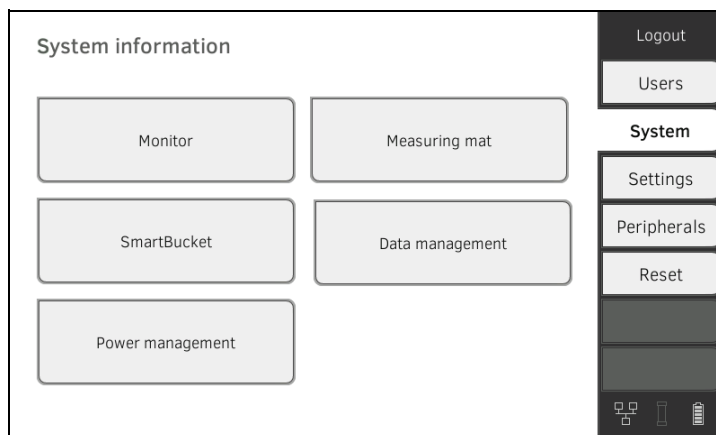 System information
Monitor
Measuring mat
SmartBucket
Data management
Power management
Logout
Users
System
Settings
Peripherals
Reset